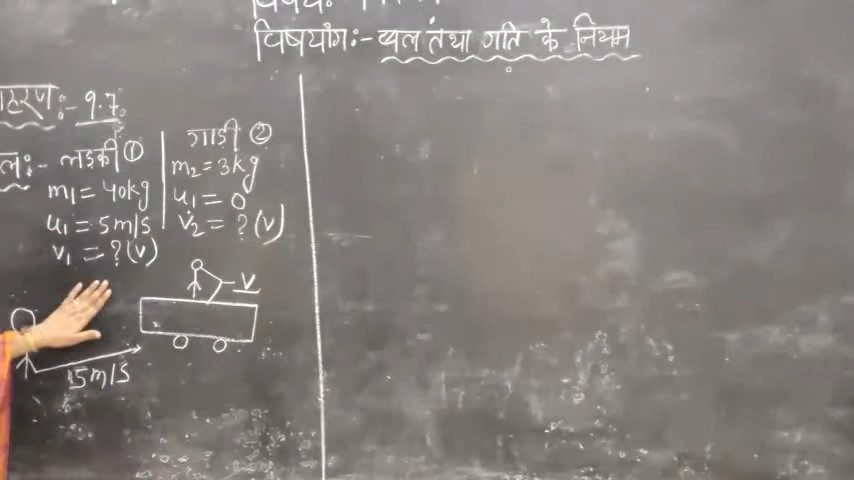 विषयांग:- बल तथा गति के नियम
9.7.
लड़की ①
m₁ = 40kg
u₁ = 5m/s
v₁ = ? (v)
गाड़ी ②
m₂ = 3kg
u₁ = 0
v₂ = ? (v)
v
5m/s